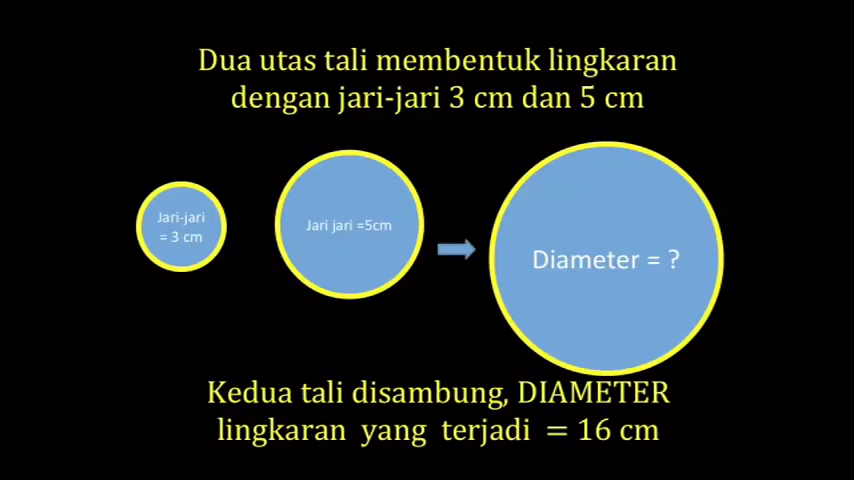 Dua utas tali membentuk lingkaran
dengan jari-jari 3 cm dan 5 cm
Jari-jari
= 3 cm
Jari jari =5cm
Diameter = ?
Kedua tali disambung, DIAMETER
lingkaran yang terjadi = 16 cm